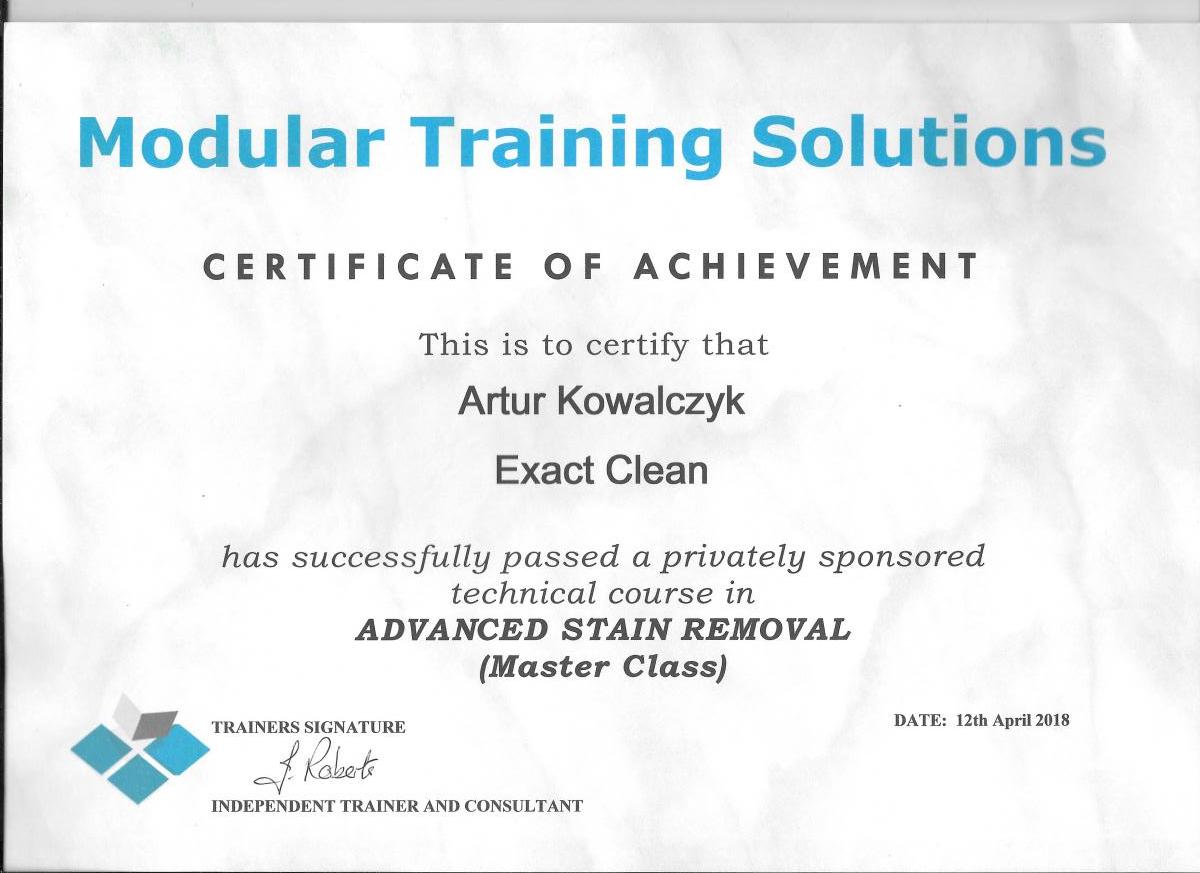 Modular Training Solutions
CERTIFICATE OF ACHIEVEMENT
This is to certify that
Artur Kowalczyk
Exact Clean
has successfully passed a privately sponsored
technical course in
ADVANCED STAIN REMOVAL
(Master Class)
TRAINERS SIGNATURE
DATE: 12th April 2018
J. Roberts
INDEPENDENT TRAINER AND CONSULTANT